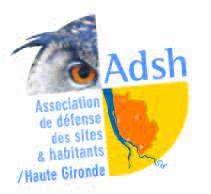 Adsh
Association
de défense
des sites
& habitants
/Haute Gironde